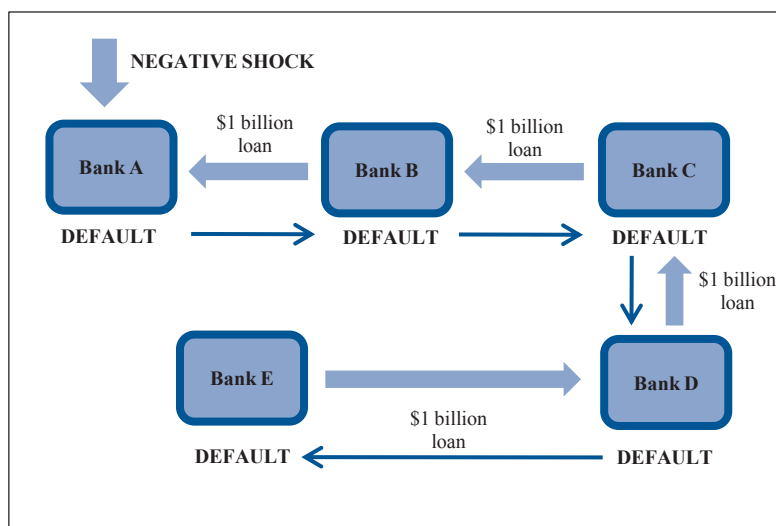 NEGATIVE SHOCK
$1 billion
loan
$1 billion
loan
Bank A
Bank B
Bank C
DEFAULT
DEFAULT
DEFAULT
$1 billion
loan
Bank E
Bank D
$1 billion
loan
DEFAULT
DEFAULT